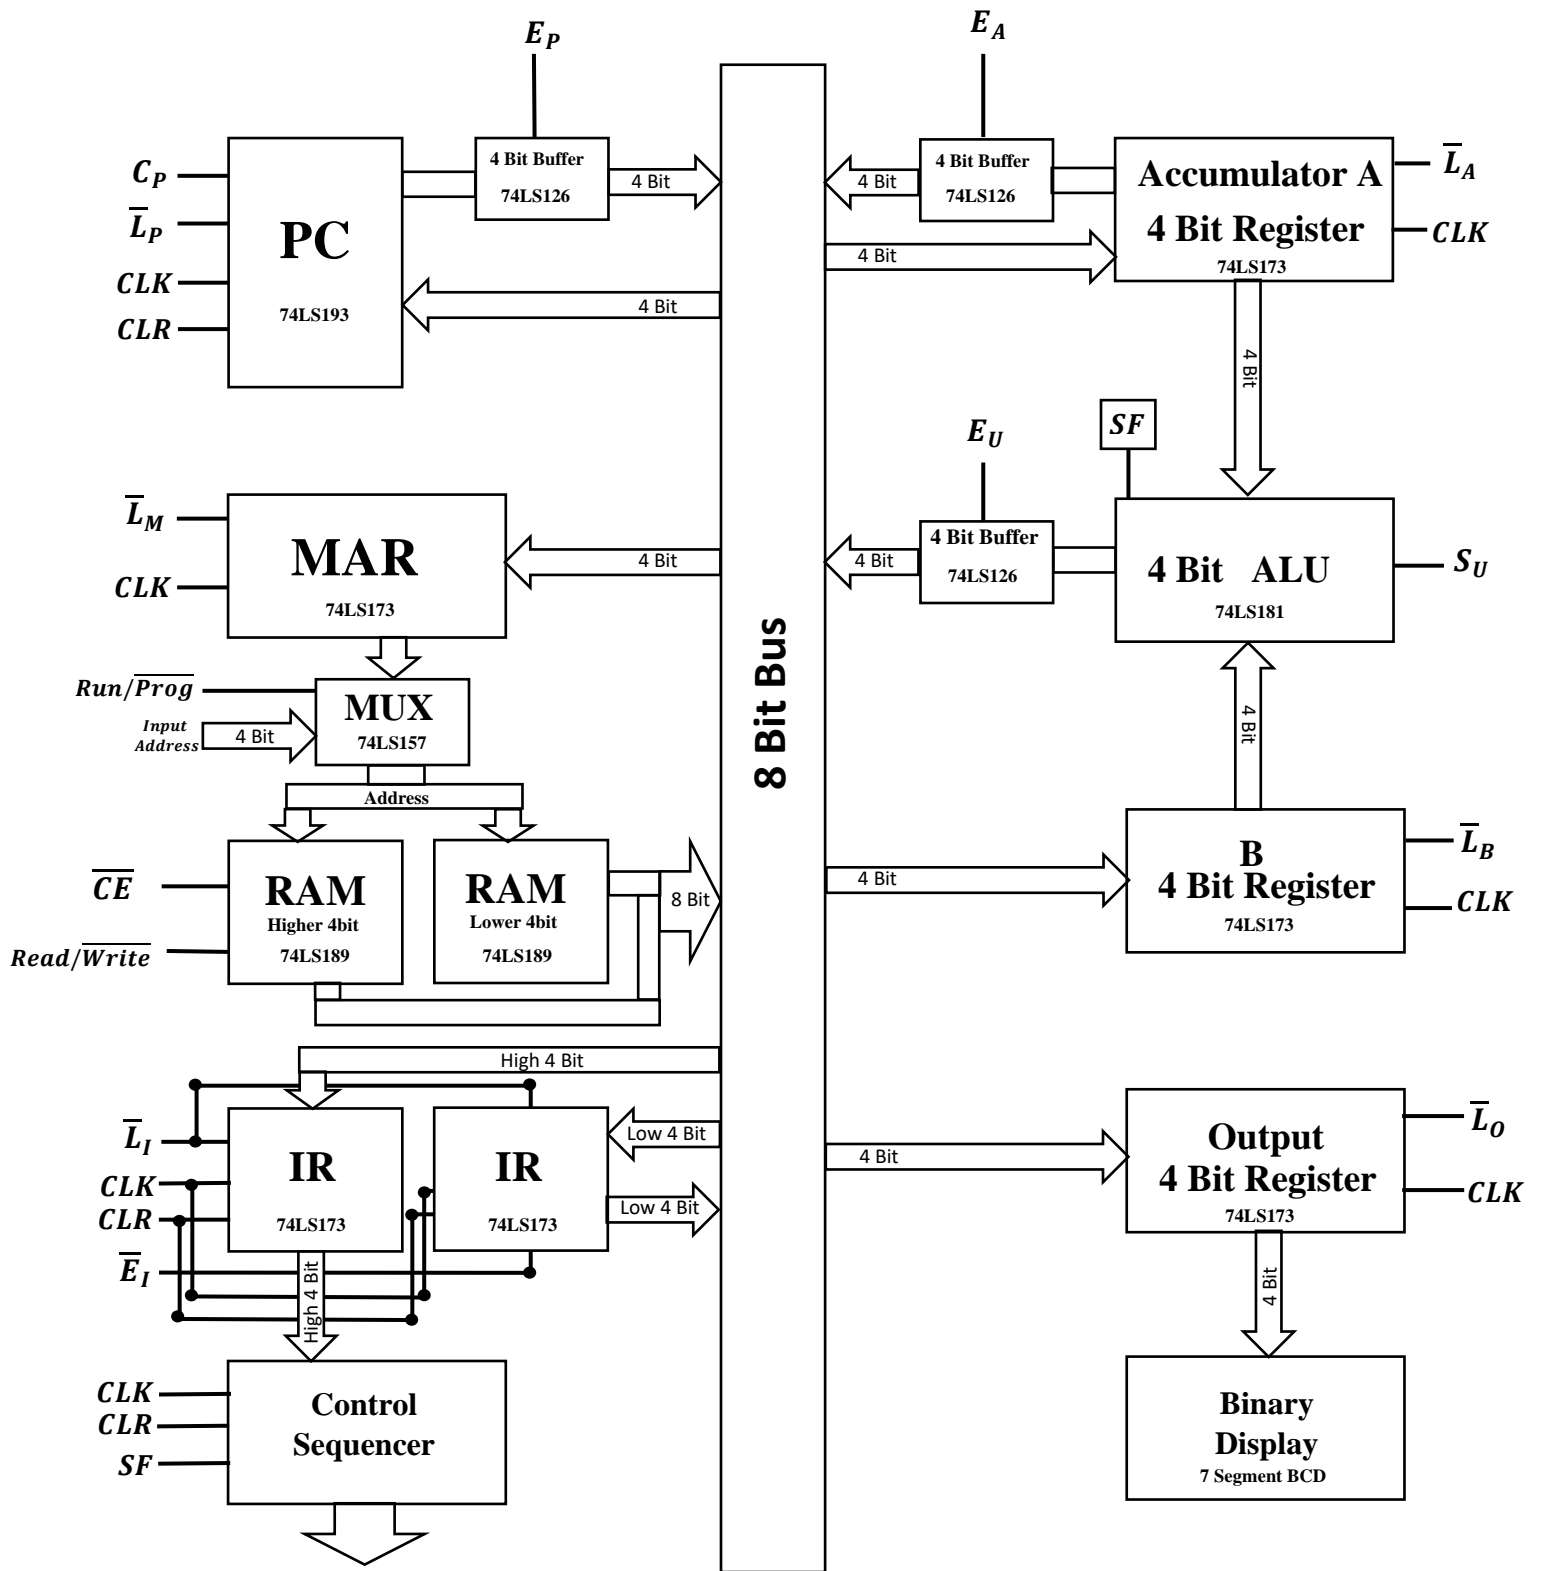 E_P
E_A
C_P
L̅_P
CLK
CLR
PC
74LS193
4 Bit Buffer
74LS126
4 Bit
4 Bit
4 Bit
4 Bit Buffer
74LS126
4 Bit
Accumulator A
4 Bit Register
74LS173
L̅_A
CLK
4 Bit
SF
E_U
L̅_M
CLK
MAR
74LS173
4 Bit
4 Bit
4 Bit Buffer
74LS126
4 Bit ALU
74LS181
S_U
8 Bit Bus
Run/P̅r̅o̅g̅
Input
Address
4 Bit
MUX
74LS157
Address
4 Bit
C̅E̅
Read/W̅r̅i̅t̅e̅
RAM
Higher 4bit
74LS189
RAM
Lower 4bit
74LS189
8 Bit
4 Bit
B
4 Bit Register
74LS173
L̅_B
CLK
High 4 Bit
L̅_I
CLK
CLR
E̅_I
IR
74LS173
IR
74LS173
Low 4 Bit
Low 4 Bit
High 4 Bit
4 Bit
Output
4 Bit Register
74LS173
L̅_O
CLK
4 Bit
CLK
CLR
SF
Control
Sequencer
Binary
Display
7 Segment BCD